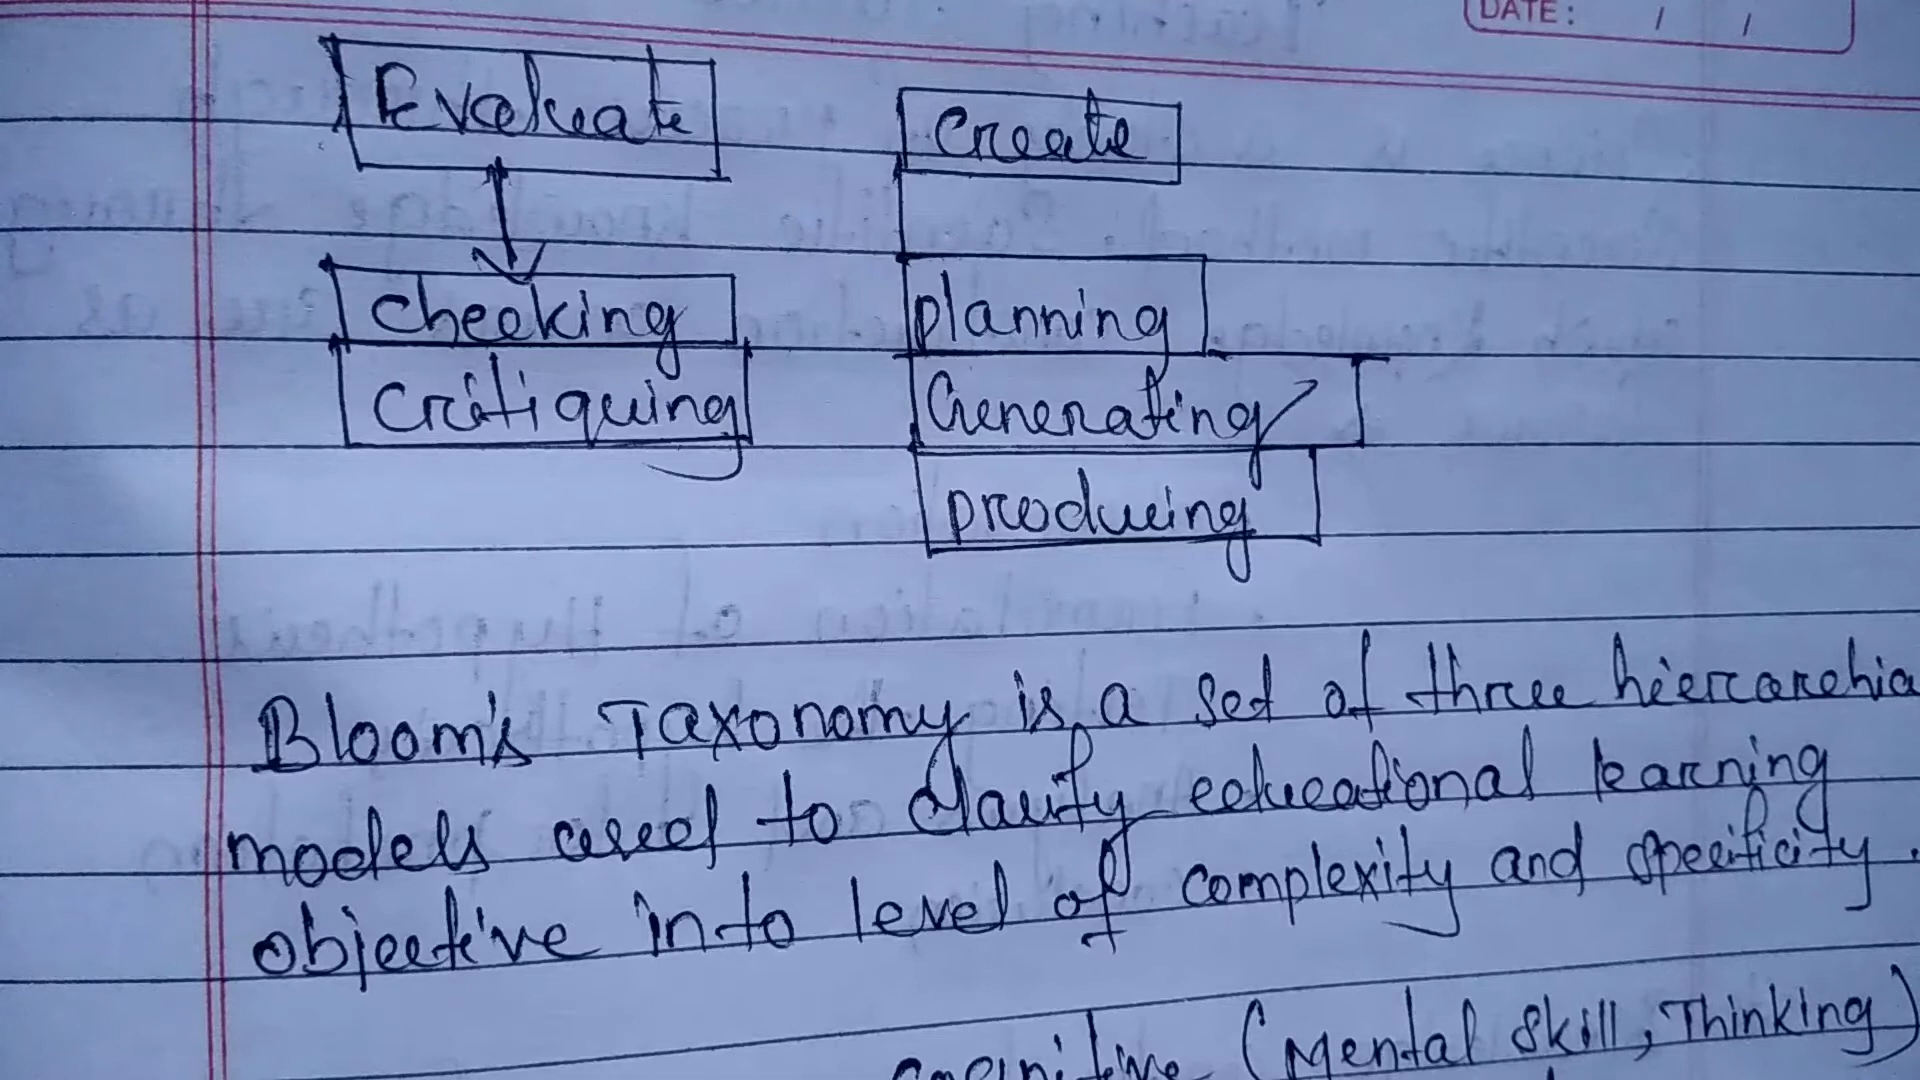 DATE: / /
Evaluate
Create
Checking
planning
Critiquing
Generating
producing
Bloom's Taxonomy is a set of three hierarchia
models used to clarify educational learning
objective into level of complexity and specificity.
cognitive (Mental Skill, Thinking)